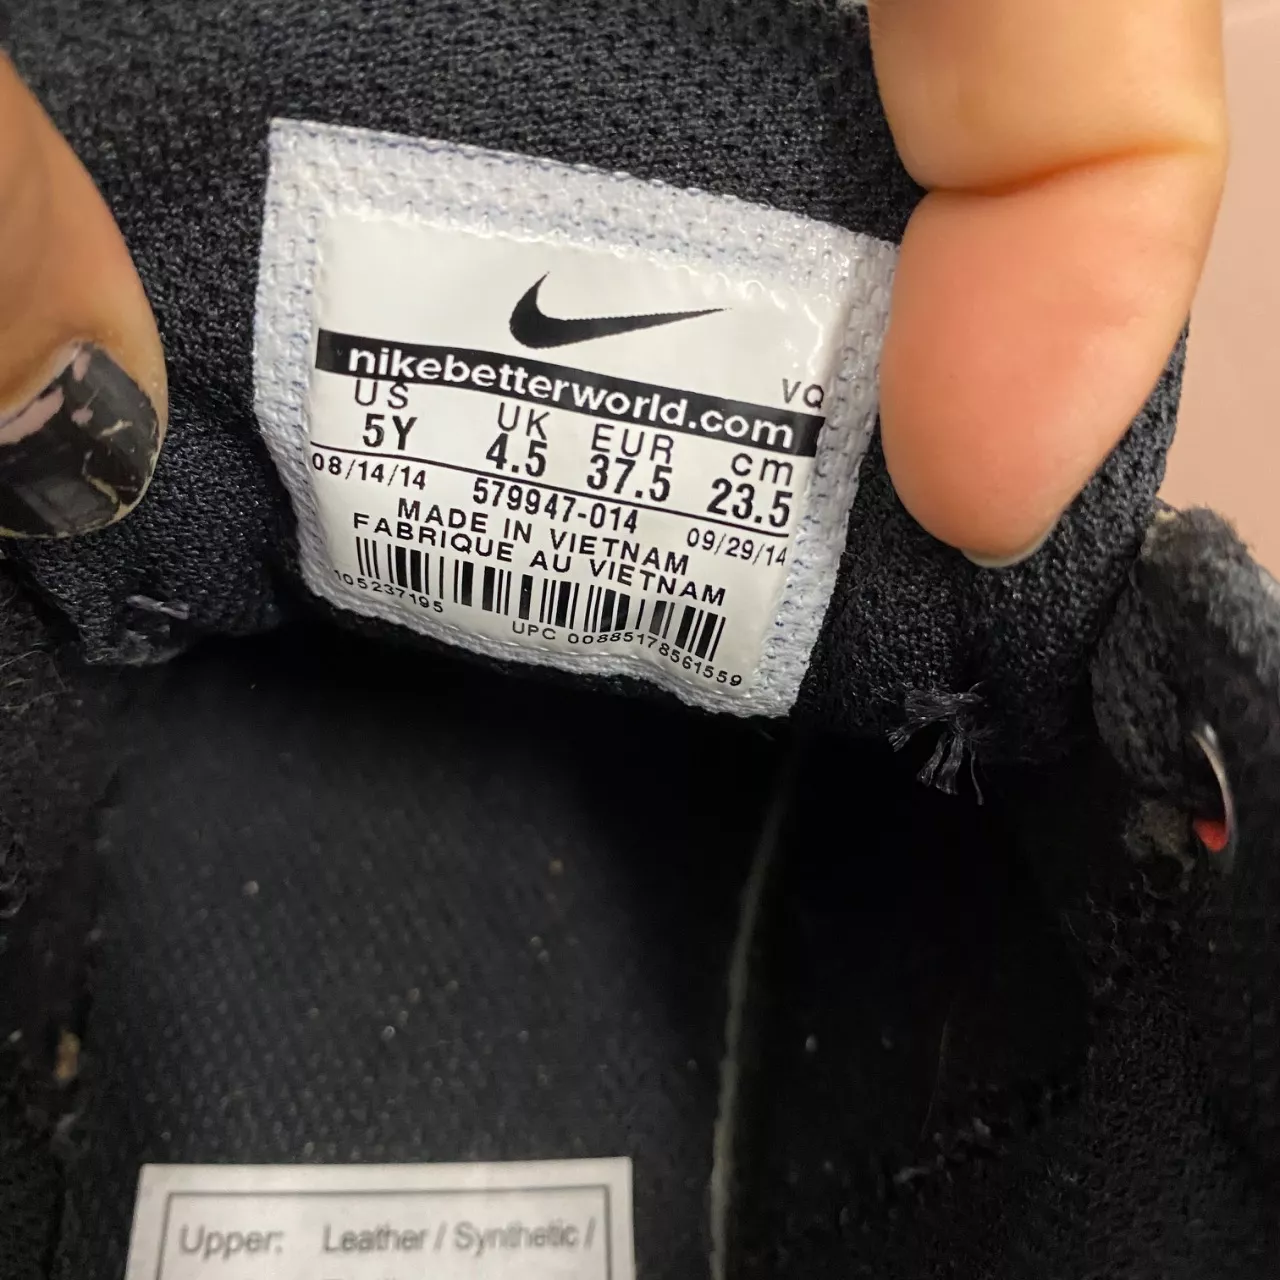 nikebetterworld.com
VQ
US UK EUR cm
5Y 4.5 37.5 23.5
08/14/14 579947-014 09/29/14
MADE IN VIETNAM
FABRIQUE AU VIETNAM
105237195
UPC 00885178561559
Upper: Leather / Synthetic /